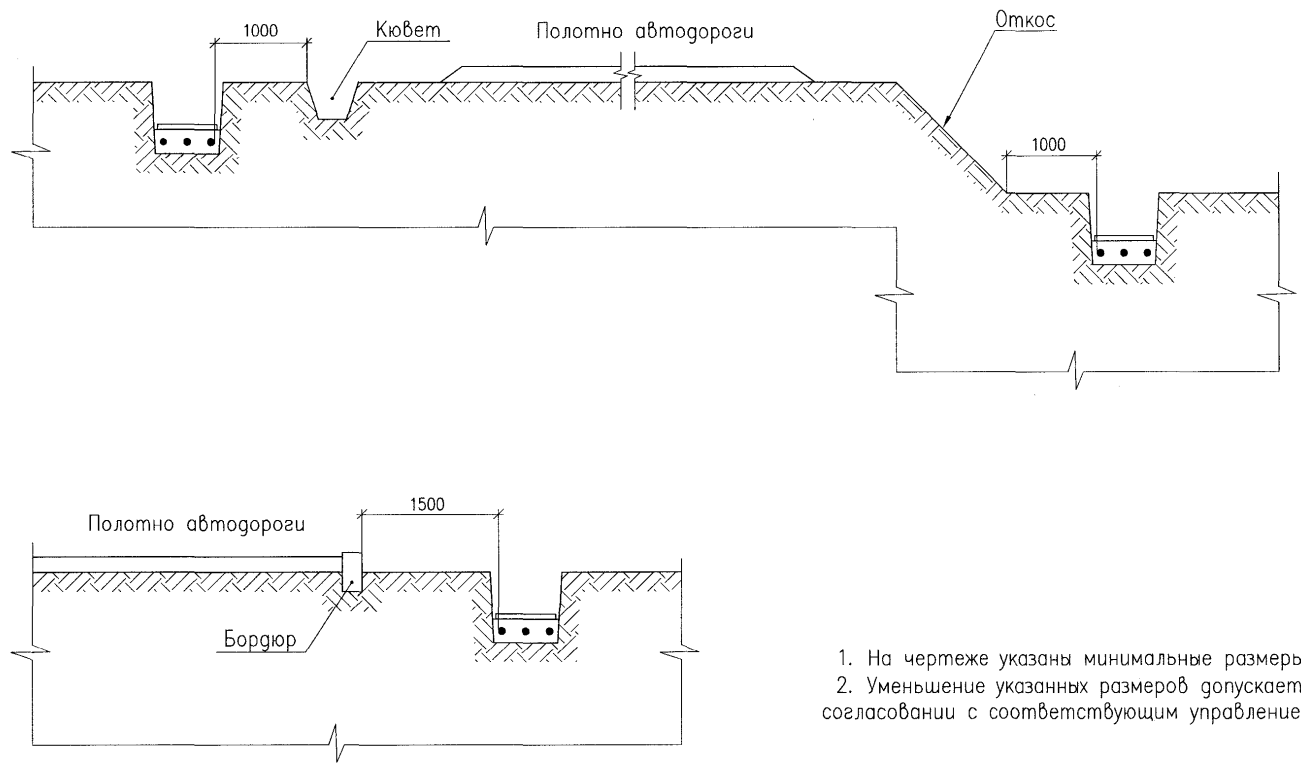 1000
Кювет
Полотно автодороги
Откос
1000
Полотно автодороги
1500
Бордюр
1. На чертеже указаны минимальные размеры
2. Уменьшение указанных размеров допускает
согласовании с соответствующим управление